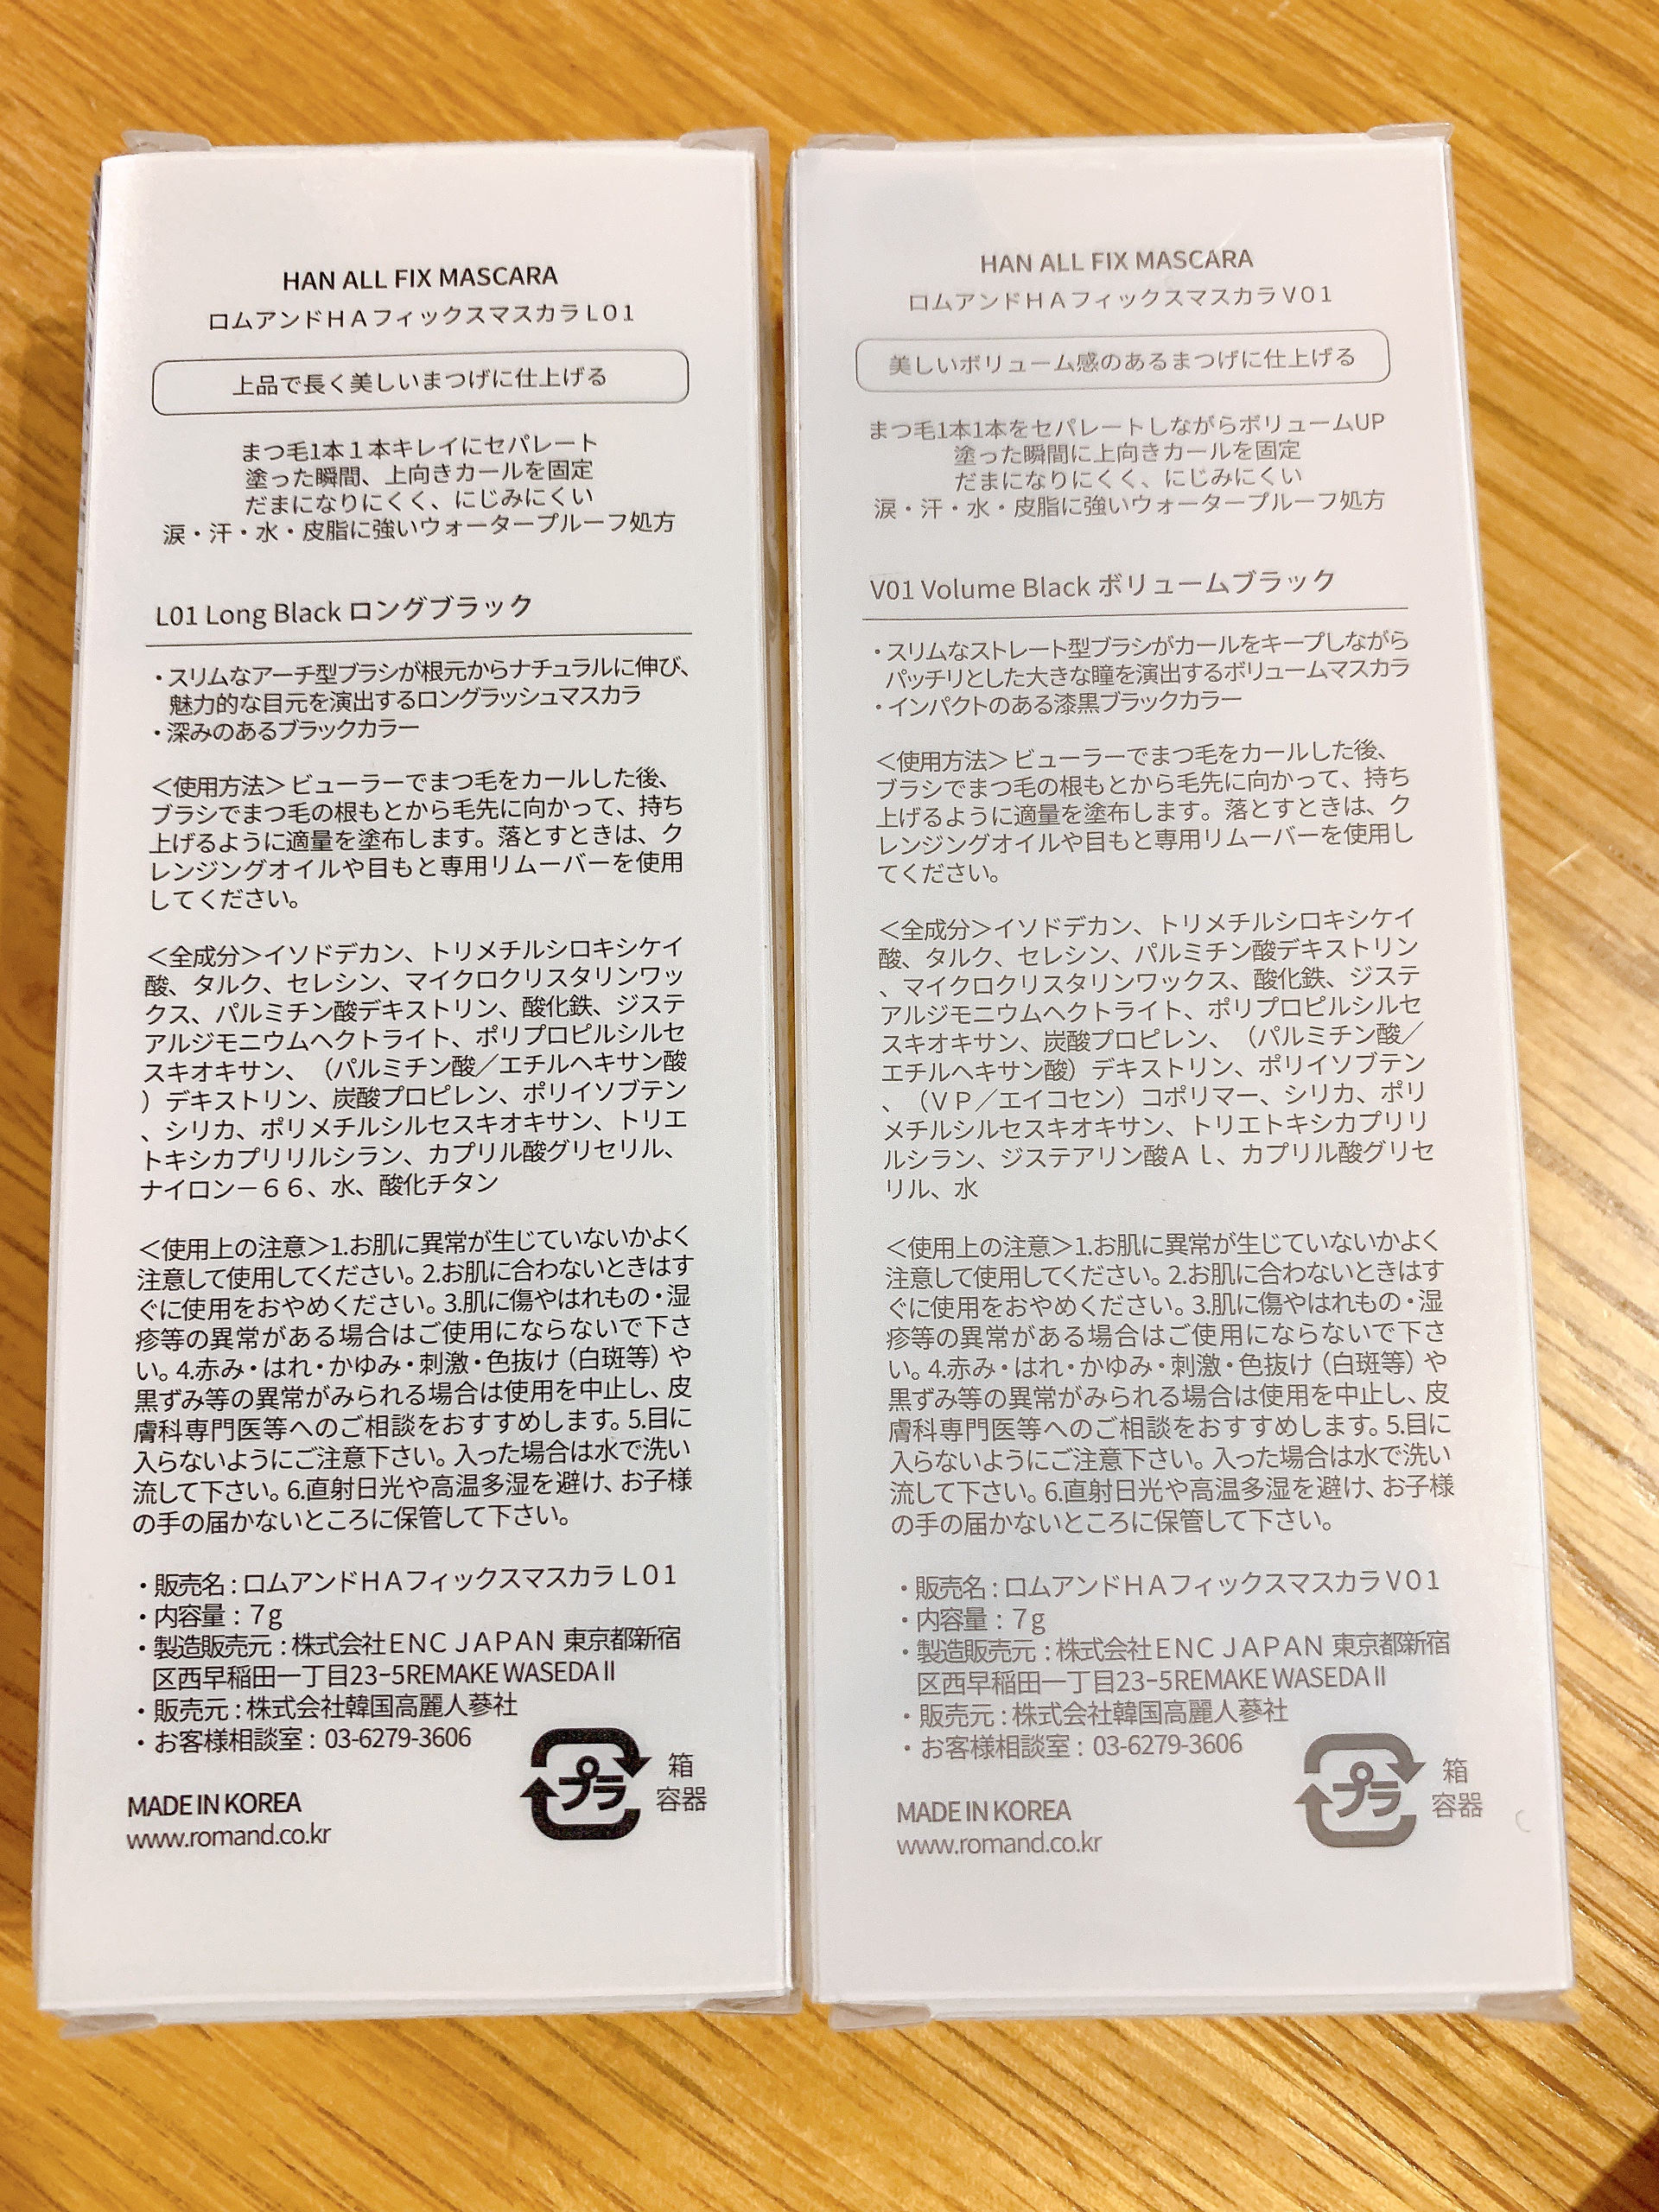 HAN ALL FIX MASCARA
ロムアンドＨＡフィックスマスカラＬ０１
上品で長く美しいまつげに仕上げる
まつ毛1本１本キレイにセパレート
塗った瞬間、上向きカールを固定
だまになりにくく、にじみにくい
涙・汗・水・皮脂に強いウォータープルーフ処方
L01 Long Black ロングブラック
・スリムなアーチ型ブラシが根元からナチュラルに伸び、
魅力的な目元を演出するロングラッシュマスカラ
・深みのあるブラックカラー
＜使用方法＞ビューラーでまつ毛をカールした後、
ブラシでまつ毛の根もとから毛先に向かって、持ち
上げるように適量を塗布します。落とすときは、ク
レンジングオイルや目もと専用リムーバーを使用
してください。
＜全成分＞イソドデカン、トリメチルシロキシケイ
酸、タルク、セレシン、マイクロクリスタリンワッ
クス、パルミチン酸デキストリン、酸化鉄、ジステ
アルジモニウムヘクトライト、ポリプロピルシルセ
スキオキサン、（パルミチン酸／エチルヘキサン酸
）デキストリン、炭酸プロピレン、ポリイソブテン
、シリカ、ポリメチルシルセスキオキサン、トリエ
トキシカプリリルシラン、カプリル酸グリセリル、
ナイロンー６６、水、酸化チタン
＜使用上の注意＞1.お肌に異常が生じていないかよく
注意して使用してください。2.お肌に合わないときはす
ぐに使用をおやめください。3.肌に傷やはれもの・湿
疹等の異常がある場合はご使用にならないで下さ
い。4.赤み・はれ・かゆみ・刺激・色抜け（白斑等）や
黒ずみ等の異常がみられる場合は使用を中止し、皮
膚科専門医等へのご相談をおすすめします。5.目に
入らないようにご注意下さい。入った場合は水で洗い
流して下さい。6.直射日光や高温多湿を避け、お子様
の手の届かないところに保管して下さい。
・販売名：ロムアンドＨＡフィックスマスカラＬ０１
・内容量：７g
・製造販売元：株式会社ＥＮＣ ＪＡＰＡＮ 東京都新宿
区西早稲田一丁目23−5REMAKE WASEDAⅡ
・販売元：株式会社韓国高麗人蔘社
・お客様相談室：03-6279-3606
プラ
箱
容器
MADE IN KOREA
www.romand.co.kr
HAN ALL FIX MASCARA
ロムアンドＨＡフィックスマスカラＶ０１
美しいボリューム感のあるまつげに仕上げる
まつ毛1本1本をセパレートしながらボリュームUP
塗った瞬間に上向きカールを固定
だまになりにくく、にじみにくい
涙・汗・水・皮脂に強いウォータープルーフ処方
V01 Volume Black ボリュームブラック
・スリムなストレート型ブラシがカールをキープしながら
パッチリとした大きな瞳を演出するボリュームマスカラ
・インパクトのある漆黒ブラックカラー
＜使用方法＞ビューラーでまつ毛をカールした後、
ブラシでまつ毛の根もとから毛先に向かって、持ち
上げるように適量を塗布します。落とすときは、ク
レンジングオイルや目もと専用リムーバーを使用し
てください。
＜全成分＞イソドデカン、トリメチルシロキシケイ
酸、タルク、セレシン、パルミチン酸デキストリン
、マイクロクリスタリンワックス、酸化鉄、ジステ
アルジモニウムヘクトライト、ポリプロピルシルセ
スキオキサン、炭酸プロピレン、（パルミチン酸／
エチルヘキサン酸）デキストリン、ポリイソブテン
、（ＶＰ／エイコセン）コポリマー、シリカ、ポリ
メチルシルセスキオキサン、トリエトキシカプリリ
ルシラン、ジステアリン酸Ａｌ、カプリル酸グリセ
リル、水
＜使用上の注意＞1.お肌に異常が生じていないかよく
注意して使用してください。2.お肌に合わないときはす
ぐに使用をおやめください。3.肌に傷やはれもの・湿
疹等の異常がある場合はご使用にならないで下さ
い。4.赤み・はれ・かゆみ・刺激・色抜け（白斑等）や
黒ずみ等の異常がみられる場合は使用を中止し、皮
膚科専門医等へのご相談をおすすめします。5.目に
入らないようにご注意下さい。入った場合は水で洗い
流して下さい。6.直射日光や高温多湿を避け、お子様
の手の届かないところに保管して下さい。
・販売名：ロムアンドＨＡフィックスマスカラＶ０１
・内容量：７g
・製造販売元：株式会社ＥＮＣ ＪＡＰＡＮ 東京都新宿
区西早稲田一丁目23−5REMAKE WASEDAⅡ
・販売元：株式会社韓国高麗人蔘社
・お客様相談室：03-6279-3606
プラ
箱
容器
MADE IN KOREA
www.romand.co.kr